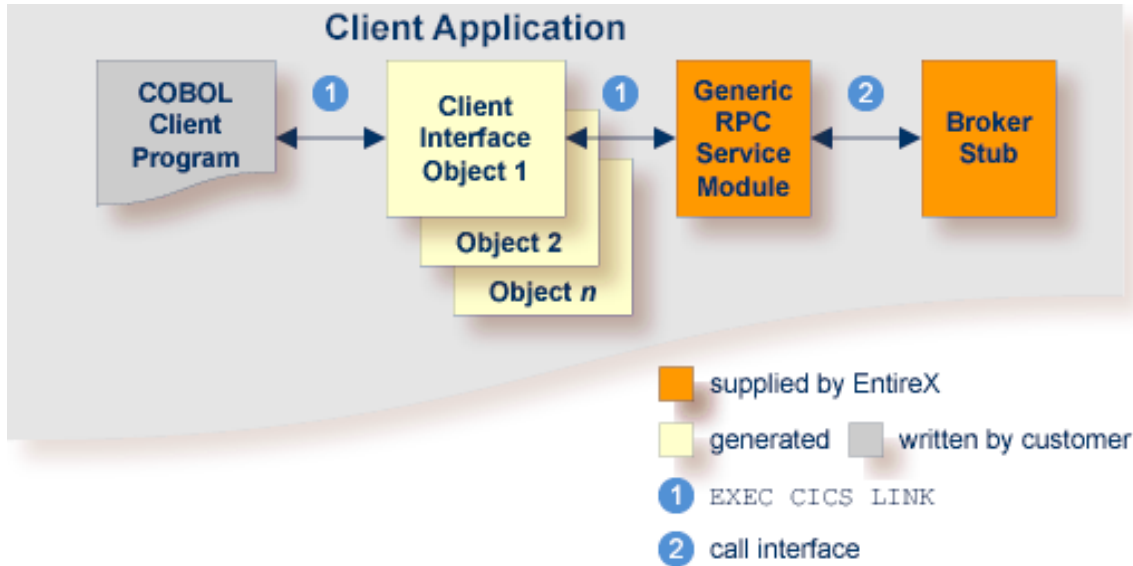 Client Application
COBOL
Client
Program
1
Client
Interface
Object 1
Object 2
Object n
1
Generic
RPC
Service
Module
2
Broker
Stub
supplied by EntireX
generated
written by customer
1 EXEC CICS LINK
2 call interface